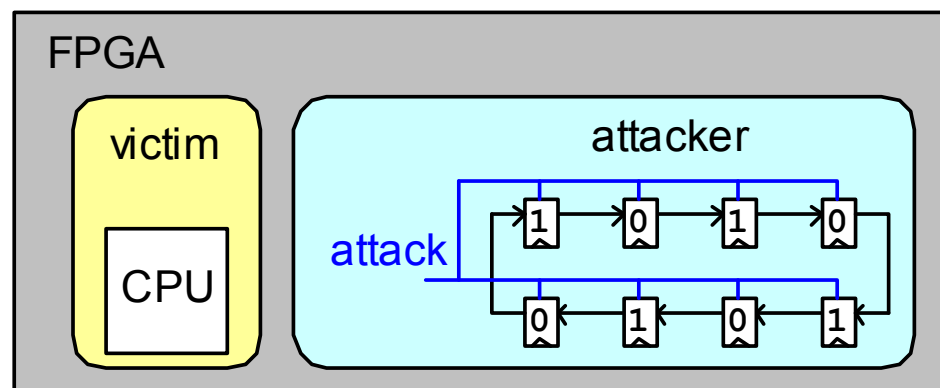 FPGA
victim
attacker
1 0 1 0
attack
CPU
0 1 0 1